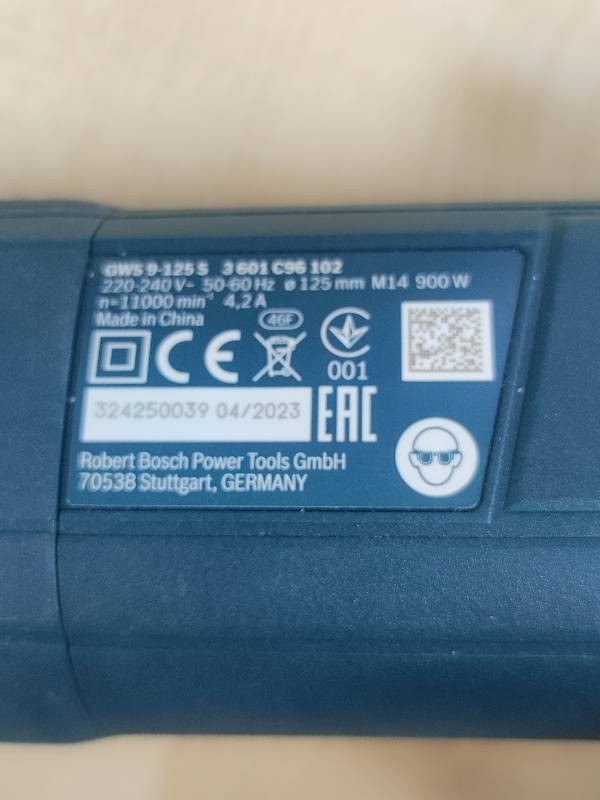 GWS 9-125 S 3 601 C96 102
220-240 V~ 50-60 Hz ø 125 mm M14 900 W
n=11000 min⁻¹ 4,2 A
Made in China
46F
CE
001
324250039 04/2023
EAC
Robert Bosch Power Tools GmbH
70538 Stuttgart, GERMANY